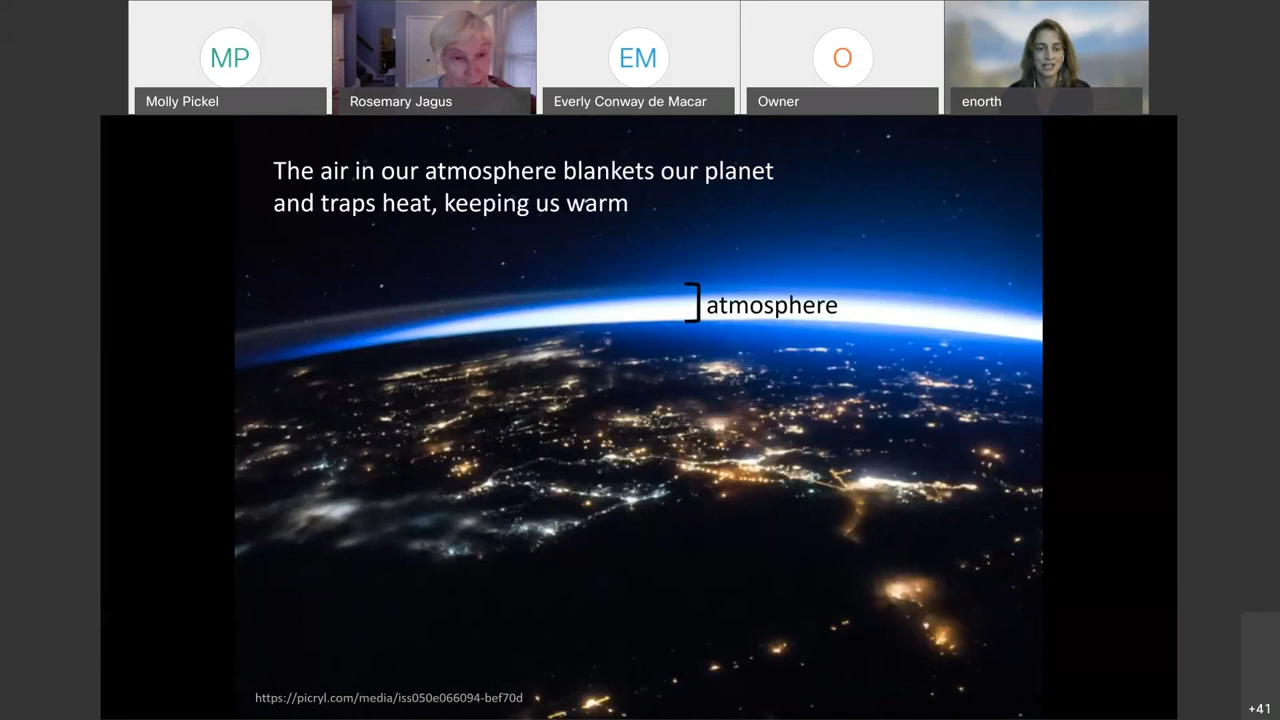 MP
EM
O
Molly Pickel
Rosemary Jagus
Everly Conway de Macar
Owner
enorth
The air in our atmosphere blankets our planet
and traps heat, keeping us warm
atmosphere
https://picryl.com/media/iss050e066094-bef70d
+41